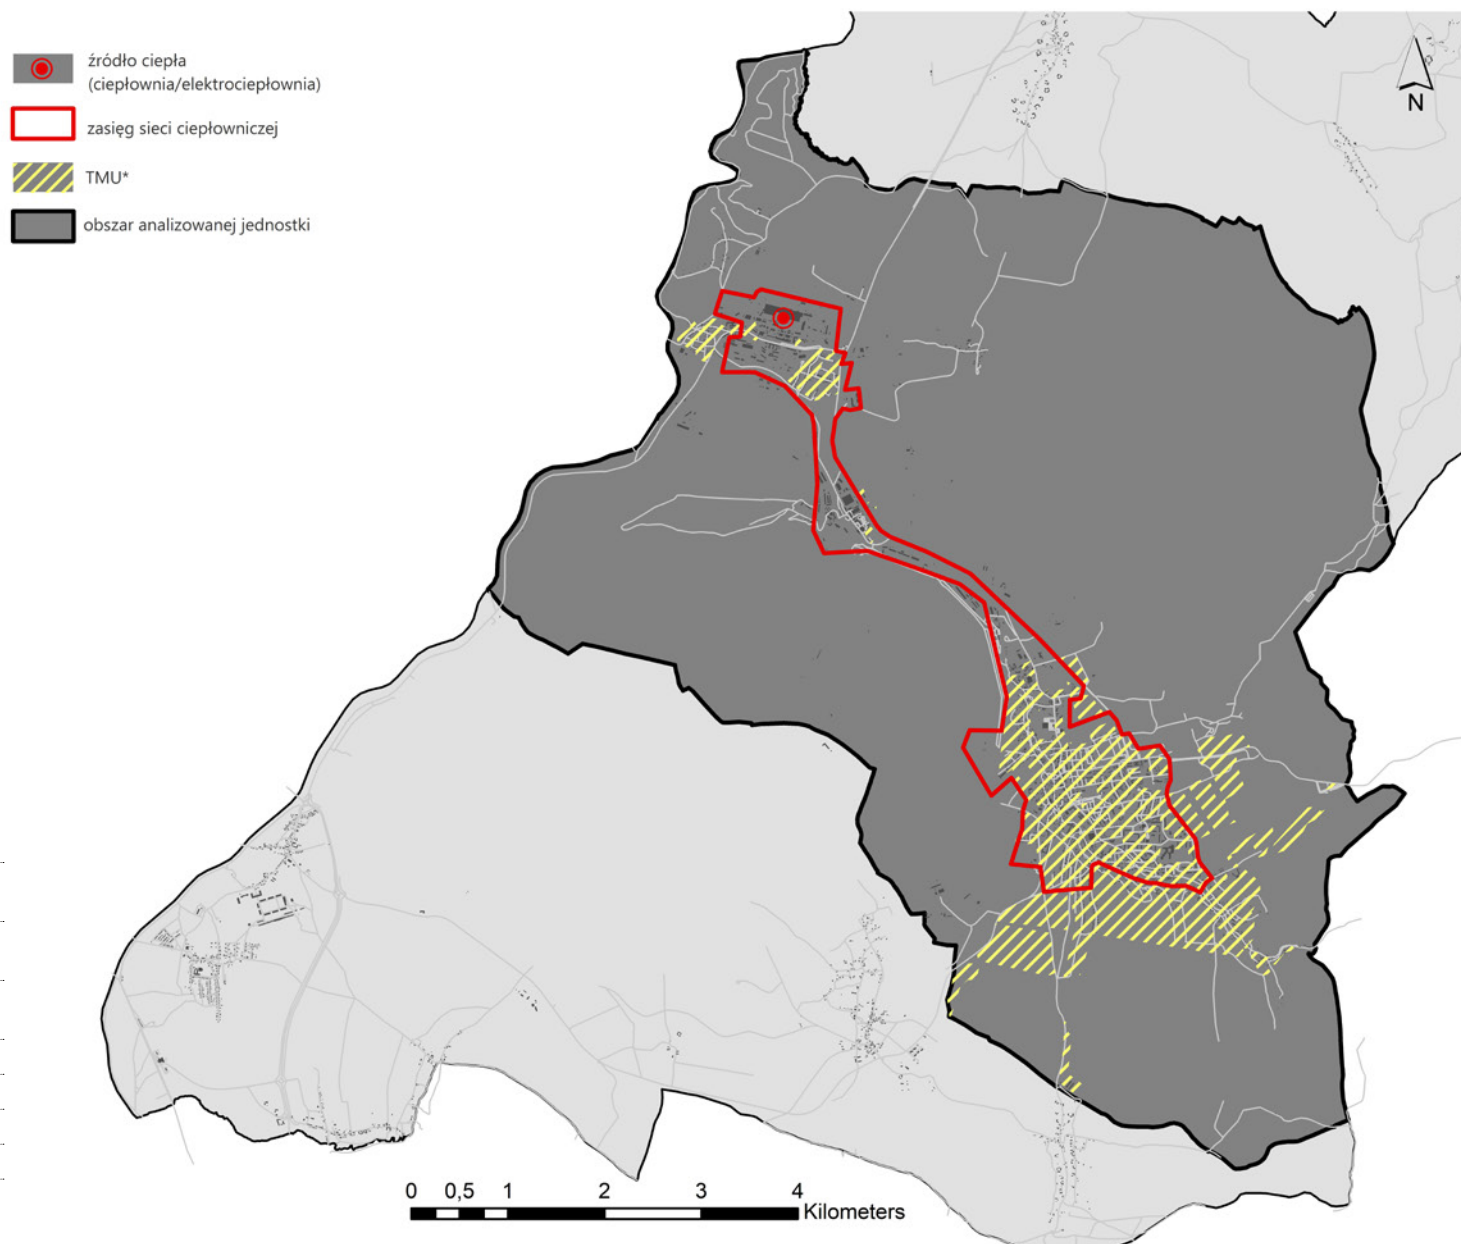 źródło ciepła
(ciepłownia/elektrociepłownia)
zasięg sieci ciepłowniczej
TMU*
obszar analizowanej jednostki
N
0 0,5 1 2 3 4
Kilometers